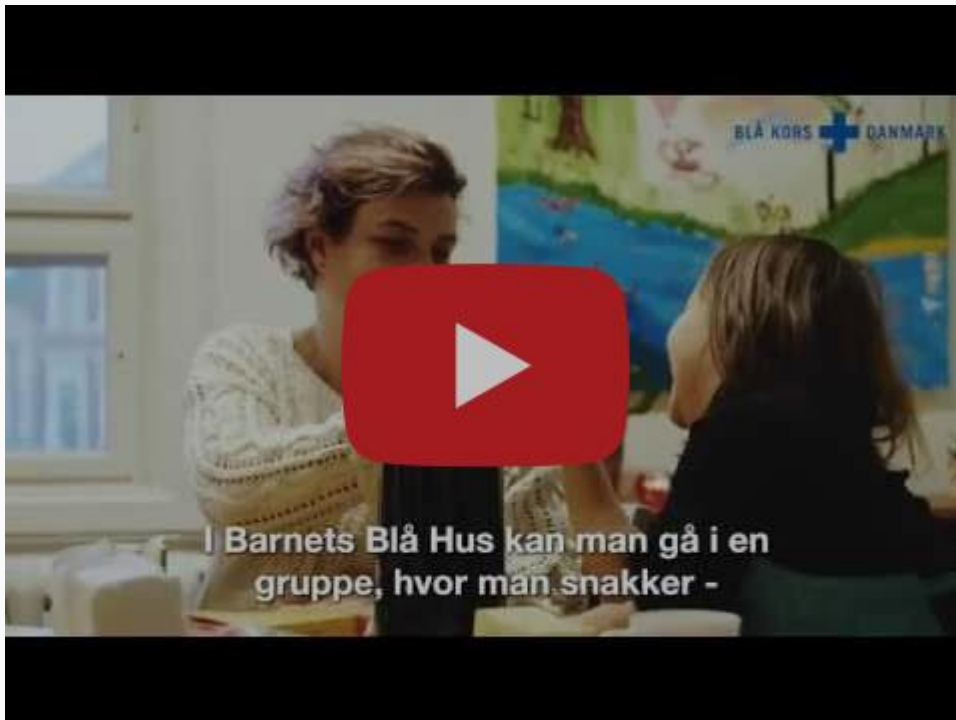 BLÅ KORS DANMARK
I Barnets Blå Hus kan man gå i en
gruppe, hvor man snakker -